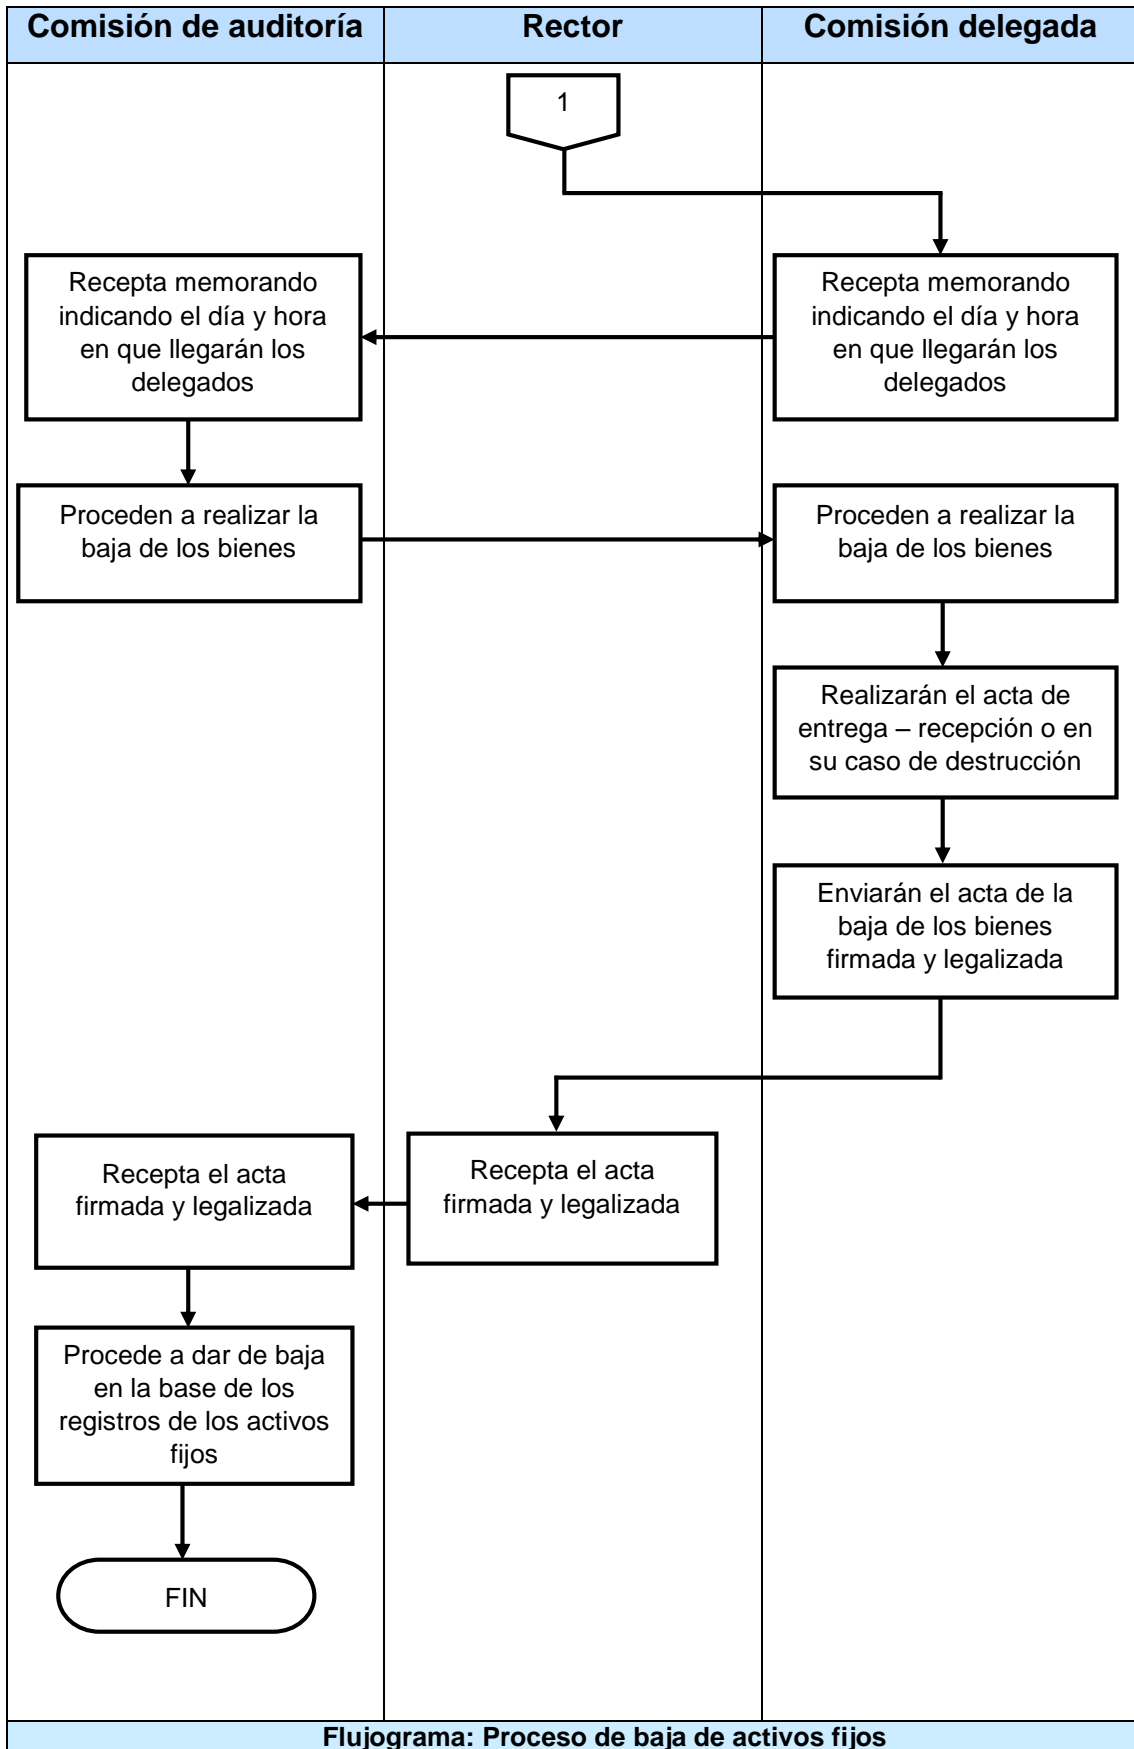 Comisión de auditoría
Rector
Comisión delegada
1
Recepta memorando
indicando el día y hora
en que llegarán los
delegados
Recepta memorando
indicando el día y hora
en que llegarán los
delegados
Proceden a realizar la
baja de los bienes
Proceden a realizar la
baja de los bienes
Realizarán el acta de
entrega – recepción o en
su caso de destrucción
Enviarán el acta de la
baja de los bienes
firmada y legalizada
Recepta el acta
firmada y legalizada
Recepta el acta
firmada y legalizada
Procede a dar de baja
en la base de los
registros de los activos
fijos
FIN
Flujograma: Proceso de baja de activos fijos